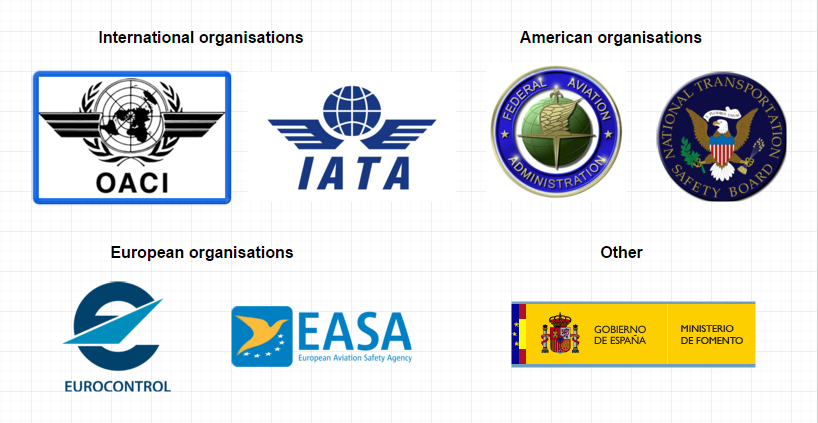 International organisations
American organisations
OACI
IATA
FEDERAL AVIATION
ADMINISTRATION
NATIONAL TRANSPORTATION
SAFETY BOARD
European organisations
Other
EUROCONTROL
EASA
European Aviation Safety Agency
GOBIERNO
DE ESPAÑA
MINISTERIO
DE FOMENTO